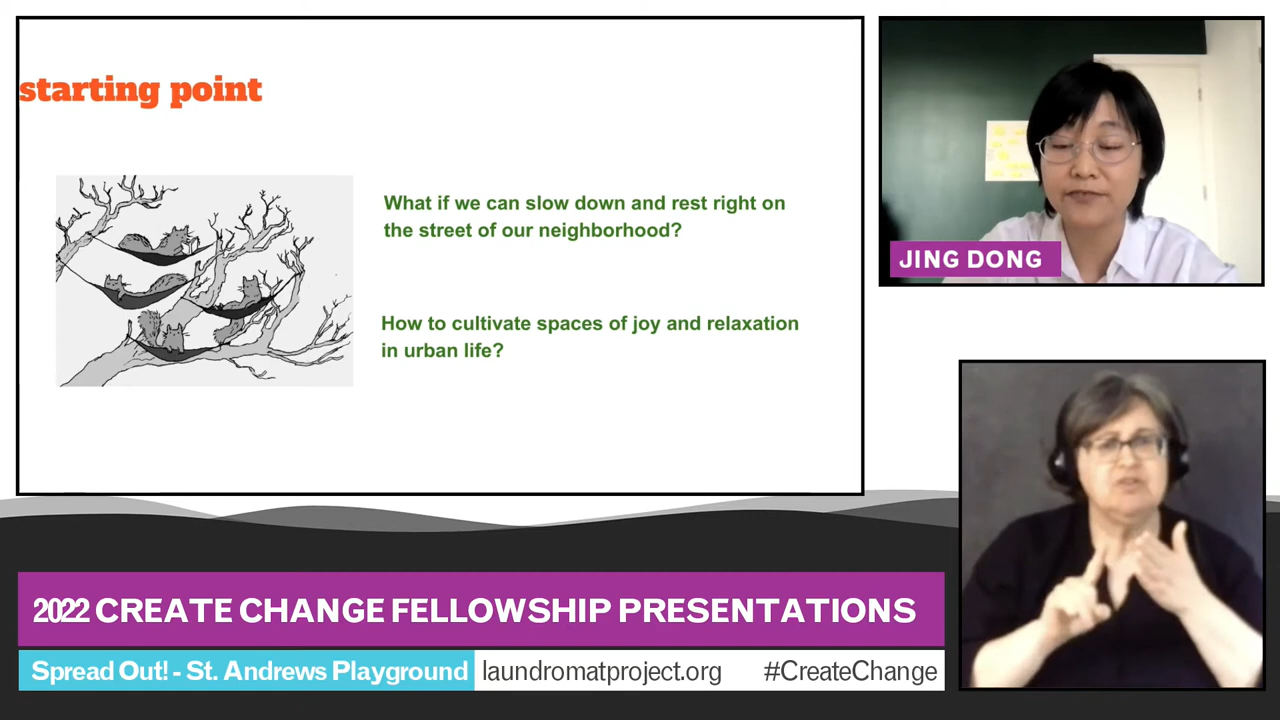 starting point
What if we can slow down and rest right on
the street of our neighborhood?
How to cultivate spaces of joy and relaxation
in urban life?
JING DONG
2022 CREATE CHANGE FELLOWSHIP PRESENTATIONS
Spread Out! - St. Andrews Playground laundromatproject.org #CreateChange